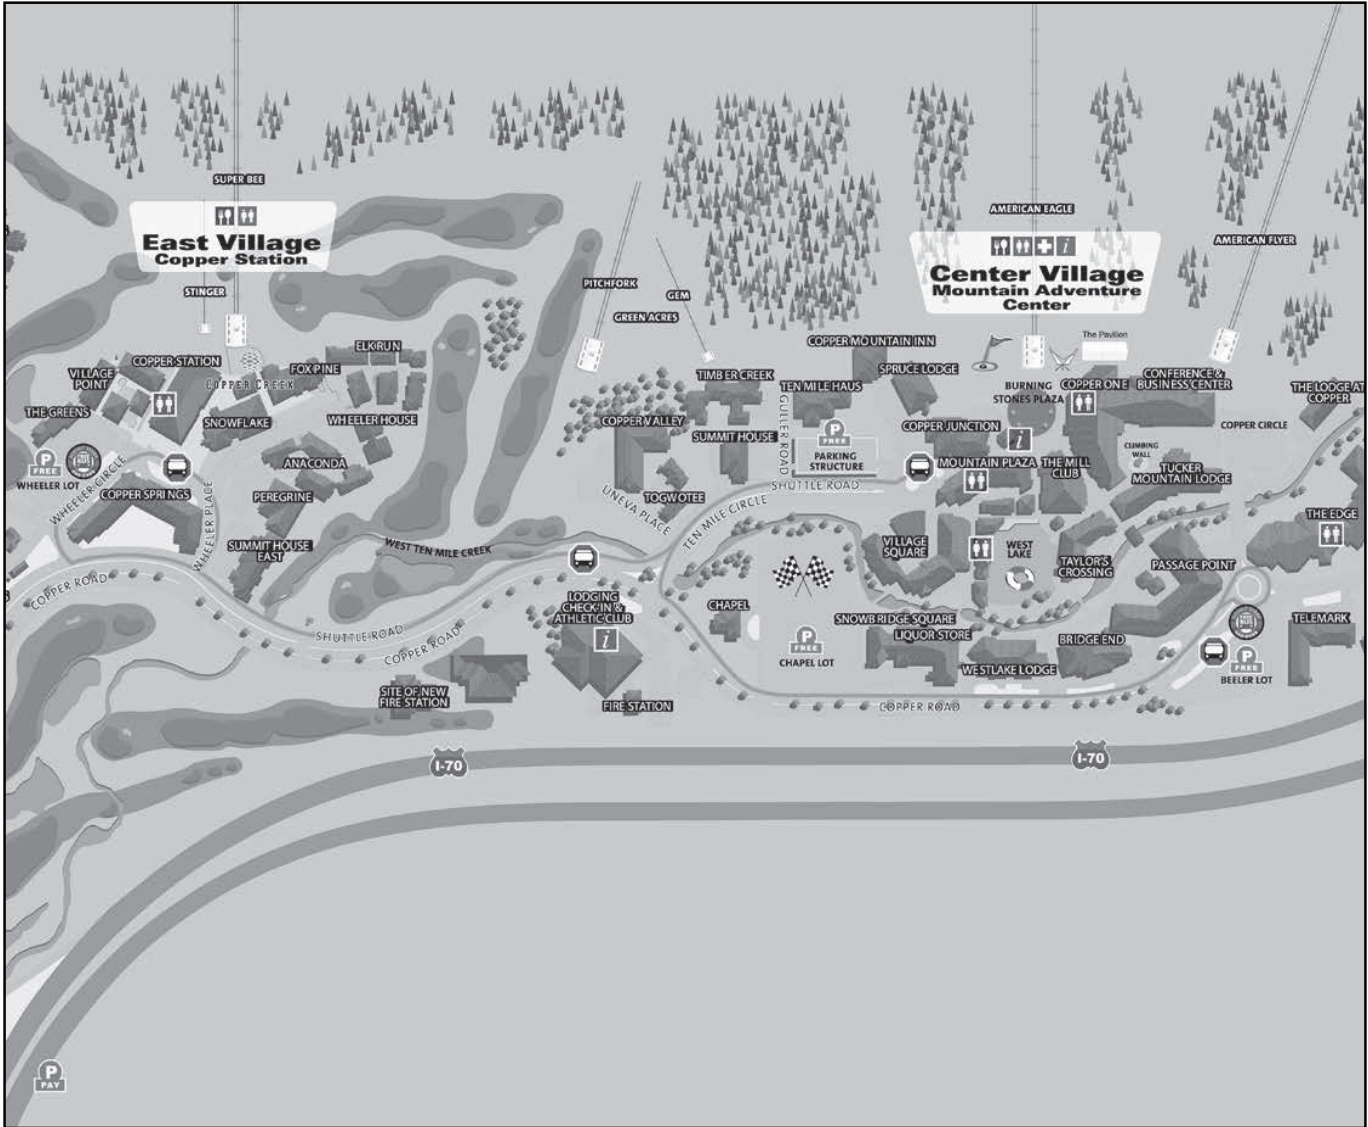 SUPER BEE
East Village
Copper Station
STINGER
AMERICAN EAGLE
Center Village
Mountain Adventure
Center
AMERICAN FLYER
PITCHFORK
GEM
GREEN ACRES
The Pavilion
COPPER MOUNTAIN INN
ELK RUN
COPPER STATION
FOX PINE
VILLAGE
POINT
COPPER CREEK
THE GREENS
SNOWFLAKE
WHEELER HOUSE
TIMBER CREEK
TEN MILE HAUS
SPRUCE LODGE
BURNING
STONES PLAZA
COPPER ONE
CONFERENCE &
BUSINESS CENTER
THE LODGE AT
COPPER
COPPER VALLEY
SUMMIT HOUSE
GULLER ROAD
P
FREE
PARKING
STRUCTURE
COPPER JUNCTION
i
COPPER CIRCLE
CLIMBING
WALL
P
FREE
WHEELER LOT
WHEELER CIRCLE
ANACONDA
MOUNTAIN PLAZA
THE MILL
CLUB
TUCKER
MOUNTAIN LODGE
COPPER SPRINGS
PEREGRINE
WHEELER PLACE
UNEVA PLACE
TOGWOTEE
SHUTTLE ROAD
TEN MILE CIRCLE
THE EDGE
SUMMIT HOUSE
EAST
WEST TEN MILE CREEK
VILLAGE
SQUARE
WEST
LAKE
TAYLOR'S
CROSSING
PASSAGE POINT
COPPER ROAD
LODGING
CHECK-IN &
ATHLETIC CLUB
i
CHAPEL
SNOWBRIDGE SQUARE
LIQUOR STORE
TELEMARK
SHUTTLE ROAD
COPPER ROAD
P
FREE
CHAPEL LOT
BRIDGE END
WESTLAKE LODGE
P
FREE
BEELER LOT
SITE OF NEW
FIRE STATION
FIRE STATION
COPPER ROAD
I-70
I-70
P
PAY